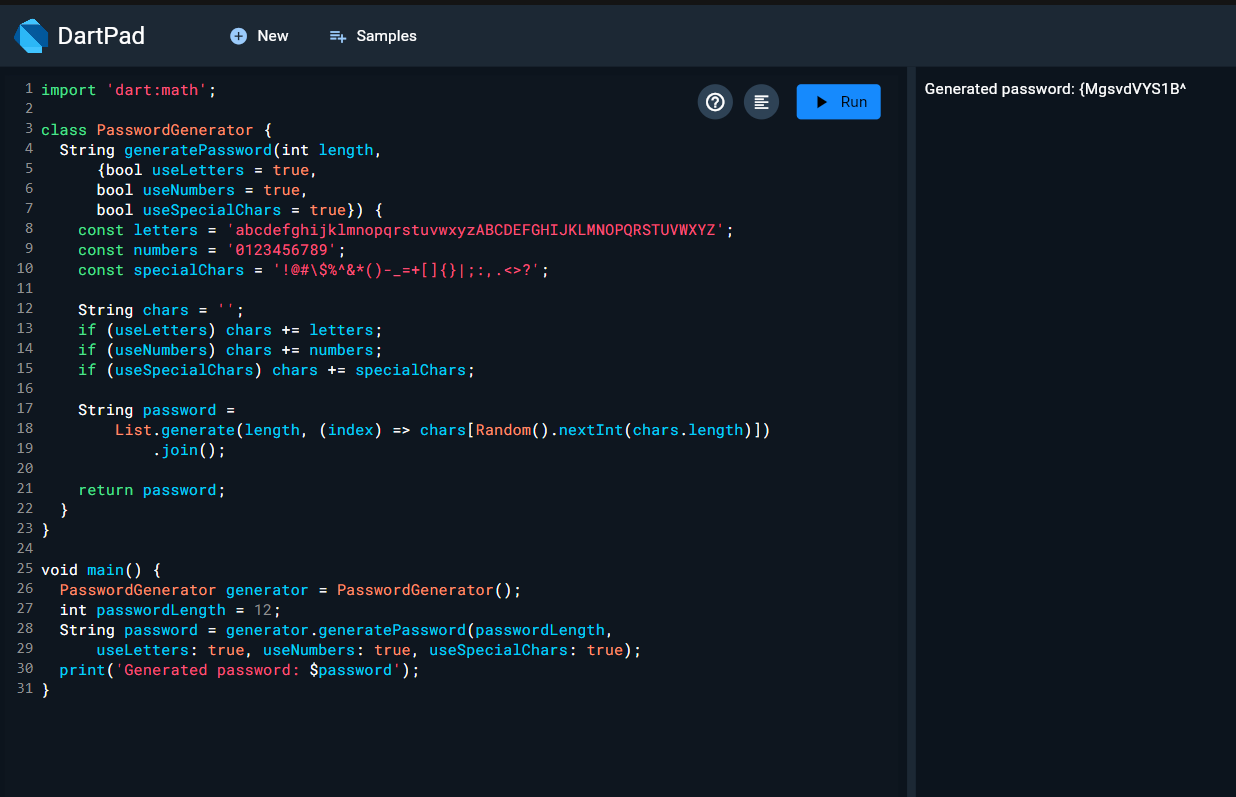 DartPad New Samples
1 import 'dart:math';
2
3 class PasswordGenerator {
4   String generatePassword(int length,
5       {bool useLetters = true,
6       bool useNumbers = true,
7       bool useSpecialChars = true}) {
8     const letters = 'abcdefghijklmnopqrstuvwxyzABCDEFGHIJKLMNOPQRSTUVWXYZ';
9     const numbers = '0123456789';
10     const specialChars = '!@#\$%^&*()-_=+[]{}|;:,.<>?';
11
12     String chars = '';
13     if (useLetters) chars += letters;
14     if (useNumbers) chars += numbers;
15     if (useSpecialChars) chars += specialChars;
16
17     String password =
18         List.generate(length, (index) => chars[Random().nextInt(chars.length)])
19             .join();
20
21     return password;
22   }
23 }
24
25 void main() {
26   PasswordGenerator generator = PasswordGenerator();
27   int passwordLength = 12;
28   String password = generator.generatePassword(passwordLength,
29       useLetters: true, useNumbers: true, useSpecialChars: true);
30   print('Generated password: $password');
31 }
Run
Generated password: {MgsvdVYS1B^